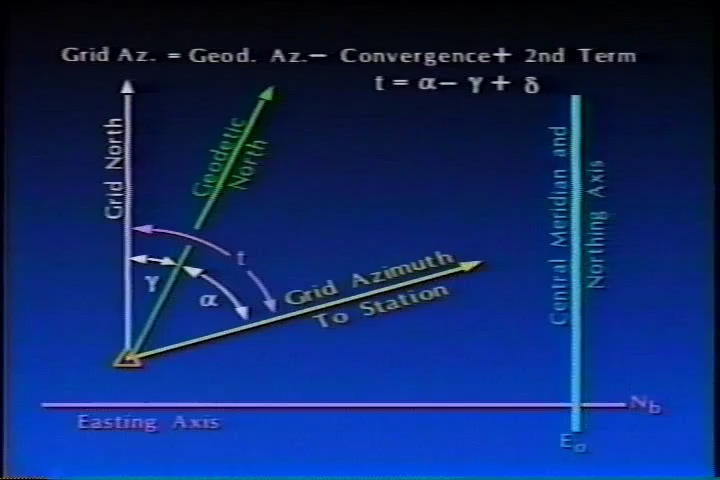 Grid Az. = Geod. Az.- Convergence+ 2nd Term
t = α- γ + δ
Grid North
Geodetic
North
Central Meridian and
Northing Axis
t
γ
α
Grid Azimuth
To Station
Nb
Easting Axis
Eo